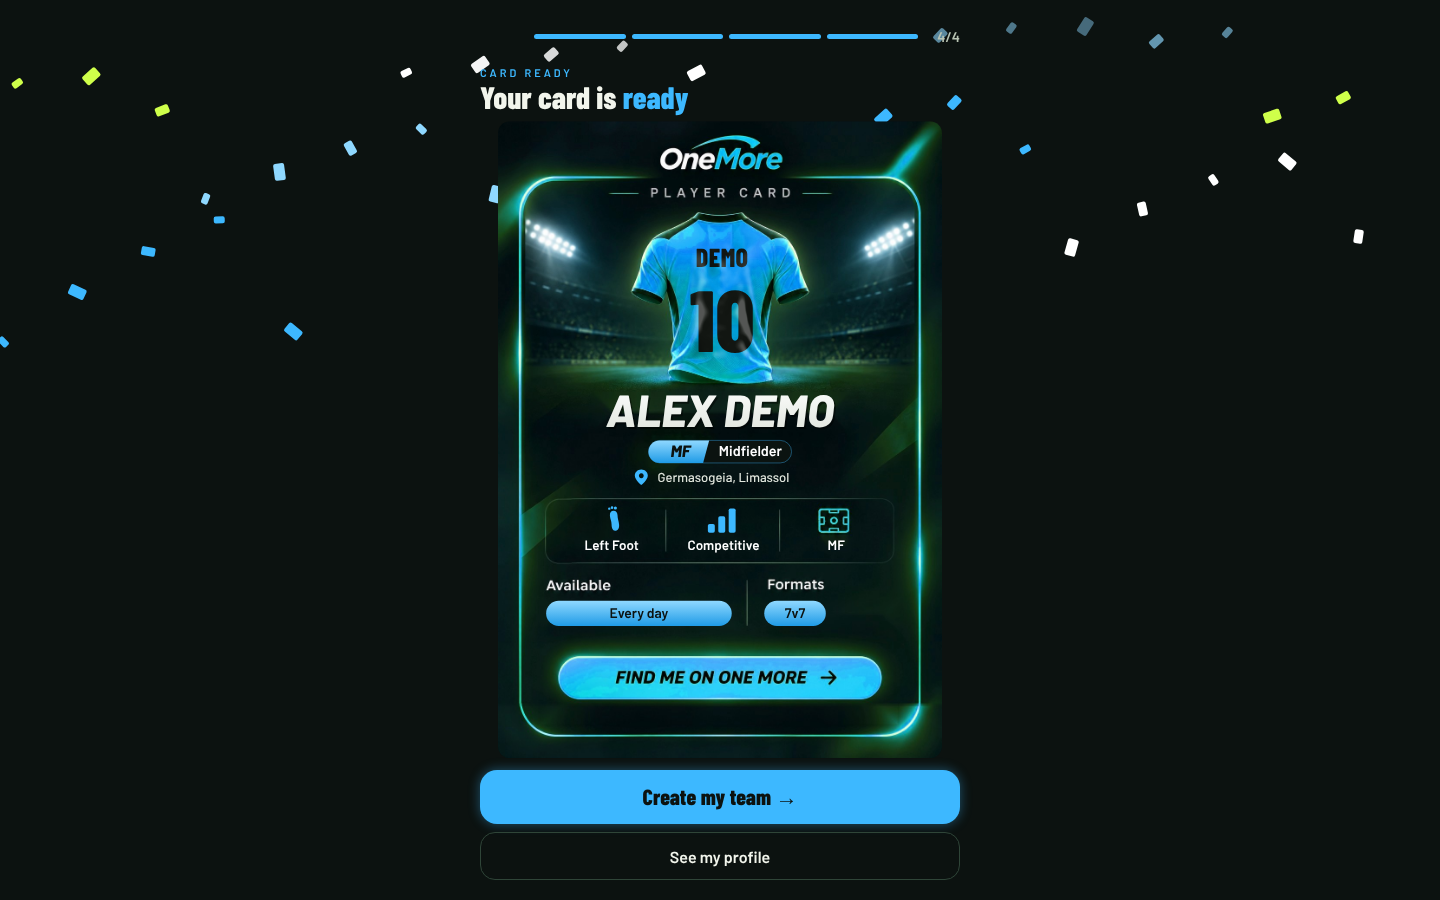 4/4
CARD READY
Your card is ready
OneMore
PLAYER CARD
DEMO
10
ALEX DEMO
MF Midfielder
Germasogeia, Limassol
Left Foot Competitive MF
Available Formats
Every day 7v7
FIND ME ON ONE MORE →
Create my team →
See my profile